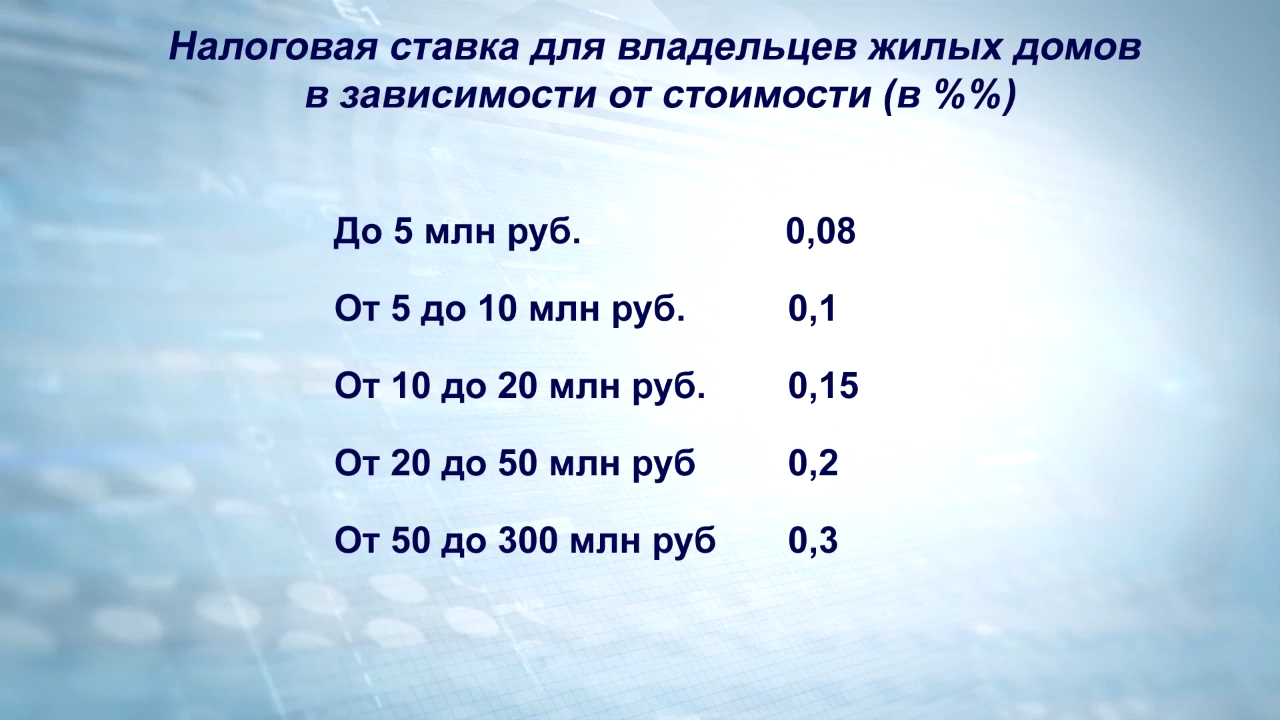 Налоговая ставка для владельцев жилых домов
в зависимости от стоимости (в %%)
До 5 млн руб. 0,08
От 5 до 10 млн руб. 0,1
От 10 до 20 млн руб. 0,15
От 20 до 50 млн руб 0,2
От 50 до 300 млн руб 0,3